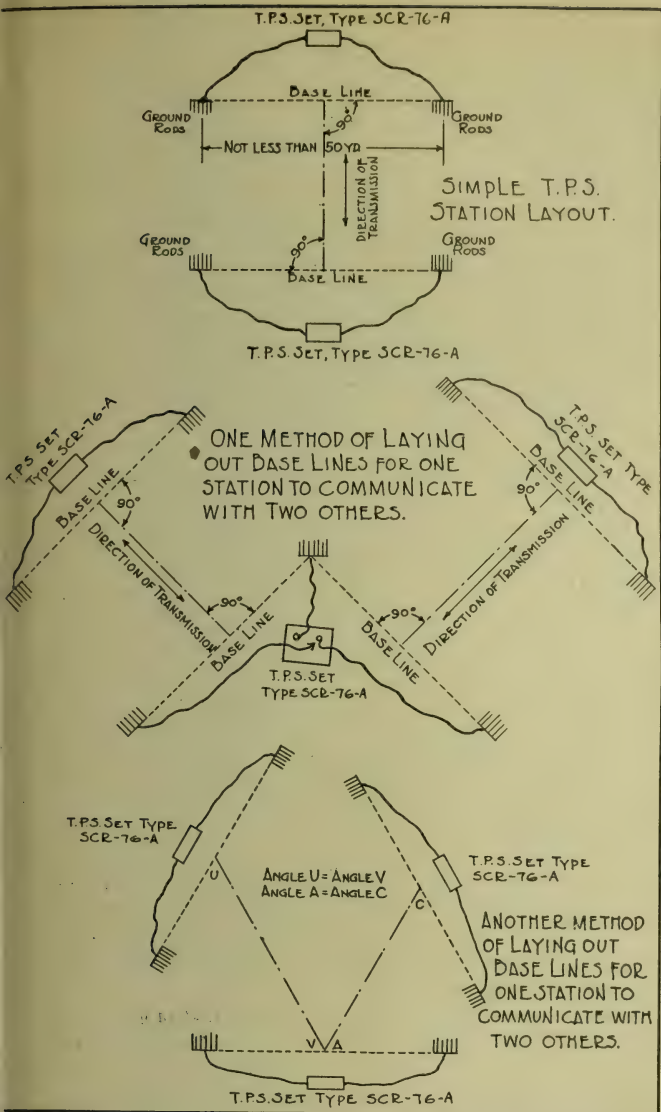 T.P.S. SET, TYPE SCR-76-A
BASE LINE
GROUND
RODS
90°
GROUND
RODS
NOT LESS THAN 50 YD
DIRECTION OF
TRANSMISSION
SIMPLE T.P.S.
STATION LAYOUT.
GROUND
RODS
90°
GROUND
RODS
BASE LINE
T.P.S. SET, TYPE SCR-76-A
T.P.S. SET
TYPE SCR-76-A
BASE LINE
90°
DIRECTION OF TRANSMISSION
90°
BASE LINE
ONE METHOD OF LAYING
OUT BASE LINES FOR ONE
STATION TO COMMUNICATE
WITH TWO OTHERS.
T.P.S. SET TYPE
SCR-76-A
BASE LINE
90°
DIRECTION OF TRANSMISSION
90°
BASE LINE
T.P.S. SET
TYPE SCR-76-A
T.P.S. SET TYPE
SCR-76-A
U
ANGLE U = ANGLE V
ANGLE A = ANGLE C
C
T.P.S. SET TYPE
SCR-76-A
ANOTHER METHOD
OF LAYING OUT
BASE LINES FOR
ONE STATION TO
COMMUNICATE WITH
TWO OTHERS.
V A
T.P.S. SET TYPE SCR-76-A